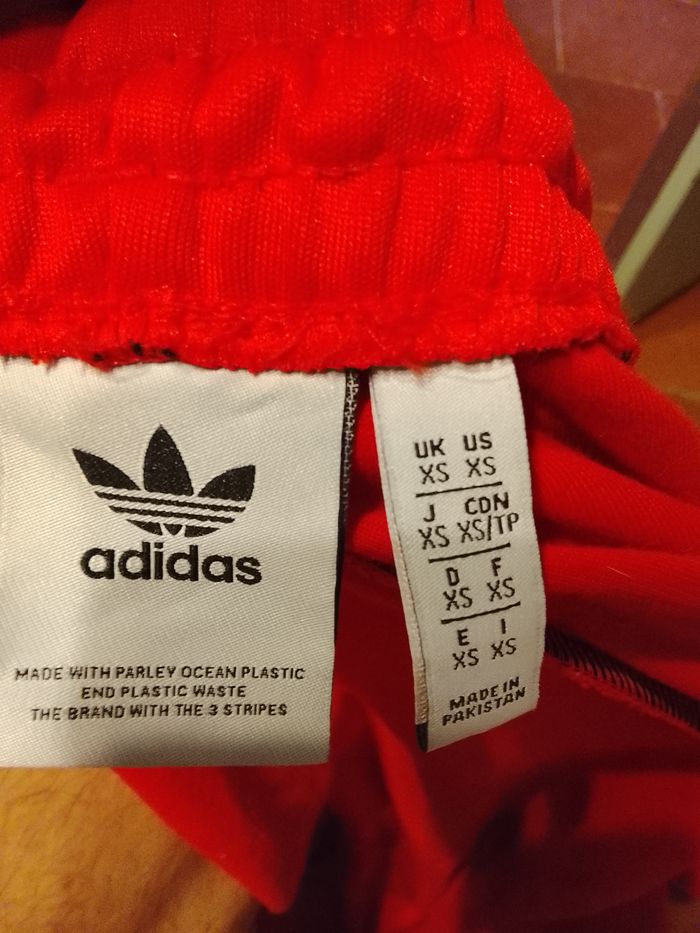 adidas
MADE WITH PARLEY OCEAN PLASTIC
END PLASTIC WASTE
THE BRAND WITH THE 3 STRIPES
UK US
XS XS
J CDN
XS XS/TP
D F
XS XS
E I
XS XS
MADE IN
PAKISTAN